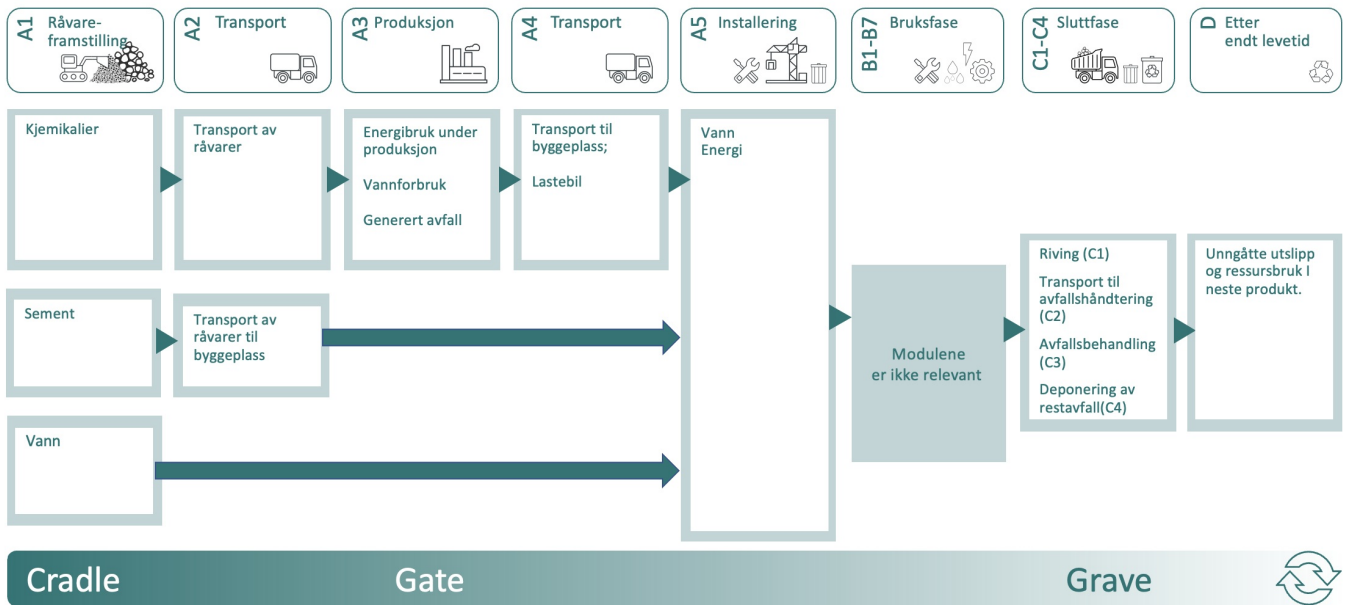 A1
Råvare-
framstilling
A2
Transport
A3
Produksjon
A4
Transport
A5
Installering
B1-B7
Bruksfase
C1-C4
Sluttfase
D
Etter
endt levetid
Kjemikalier
Transport av
råvarer
Energibruk under
produksjon
Vannforbruk
Generert avfall
Transport til
byggeplass;
Lastebil
Vann
Energi
Sement
Transport av
råvarer til
byggeplass
Vann
Modulene
er ikke relevant
Riving (C1)
Transport til
avfallshåndtering
(C2)
Avfallsbehandling
(C3)
Deponering av
restavfall(C4)
Unngåtte utslipp
og ressursbruk I
neste produkt.
Cradle
Gate
Grave